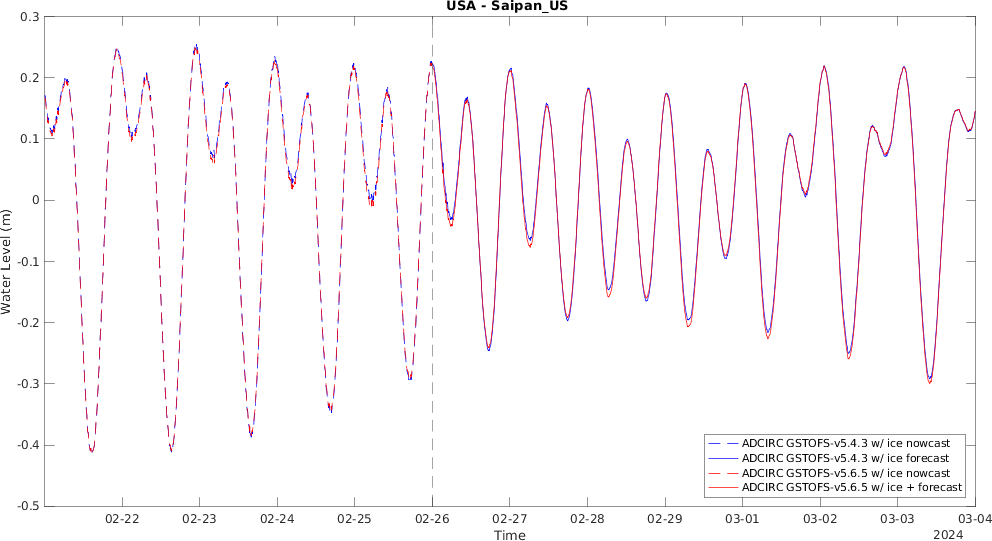 USA - Saipan_US
0.3
0.2
0.1
0
-0.1
-0.2
-0.3
-0.4
-0.5
Water Level (m)
02-22 02-23 02-24 02-25 02-26 02-27 02-28 02-29 03-01 03-02 03-03 03-04
Time
2024
ADCIRC GSTOFS-v5.4.3 w/ ice nowcast
ADCIRC GSTOFS-v5.4.3 w/ ice forecast
ADCIRC GSTOFS-v5.6.5 w/ ice nowcast
ADCIRC GSTOFS-v5.6.5 w/ ice + forecast